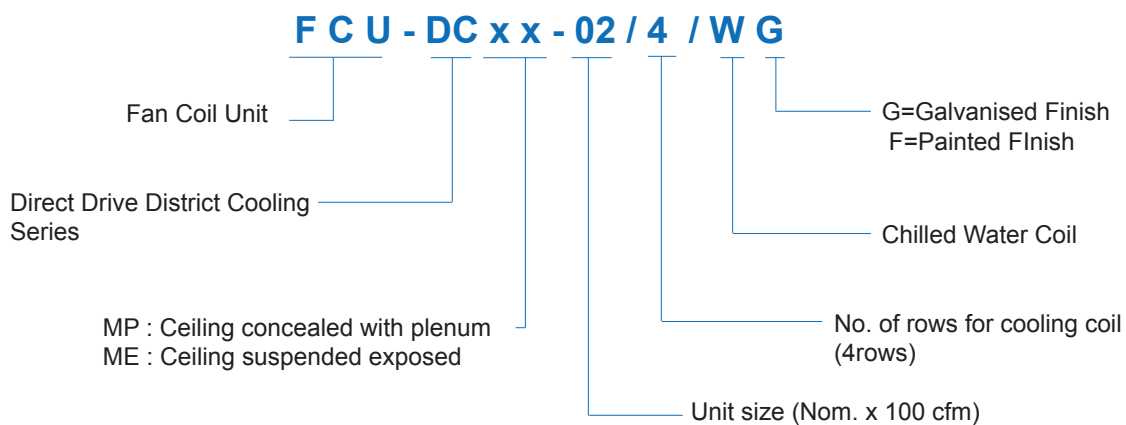 F C U - DC x x - 02 / 4 / W G
Fan Coil Unit
G=Galvanised Finish
F=Painted FInish
Direct Drive District Cooling
Series
Chilled Water Coil
MP : Ceiling concealed with plenum
ME : Ceiling suspended exposed
No. of rows for cooling coil
(4rows)
Unit size (Nom. x 100 cfm)